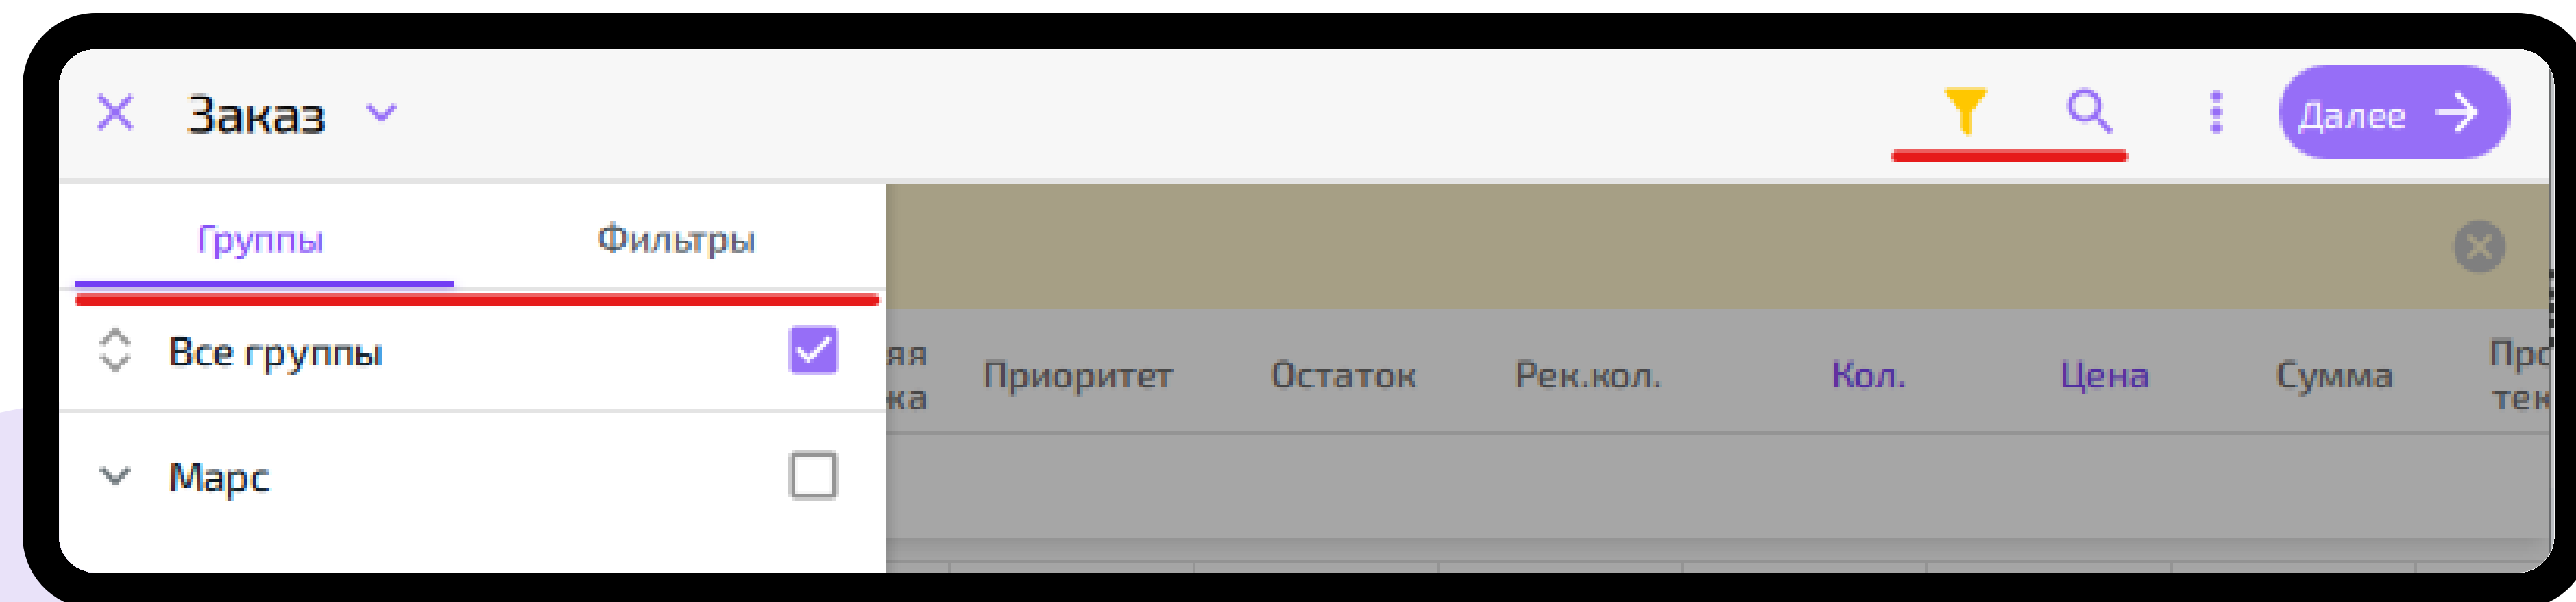 Заказ
Далее
Группы Фильтры
Все группы
Марс
Приоритет Остаток Рек.кол. Кол. Цена Сумма